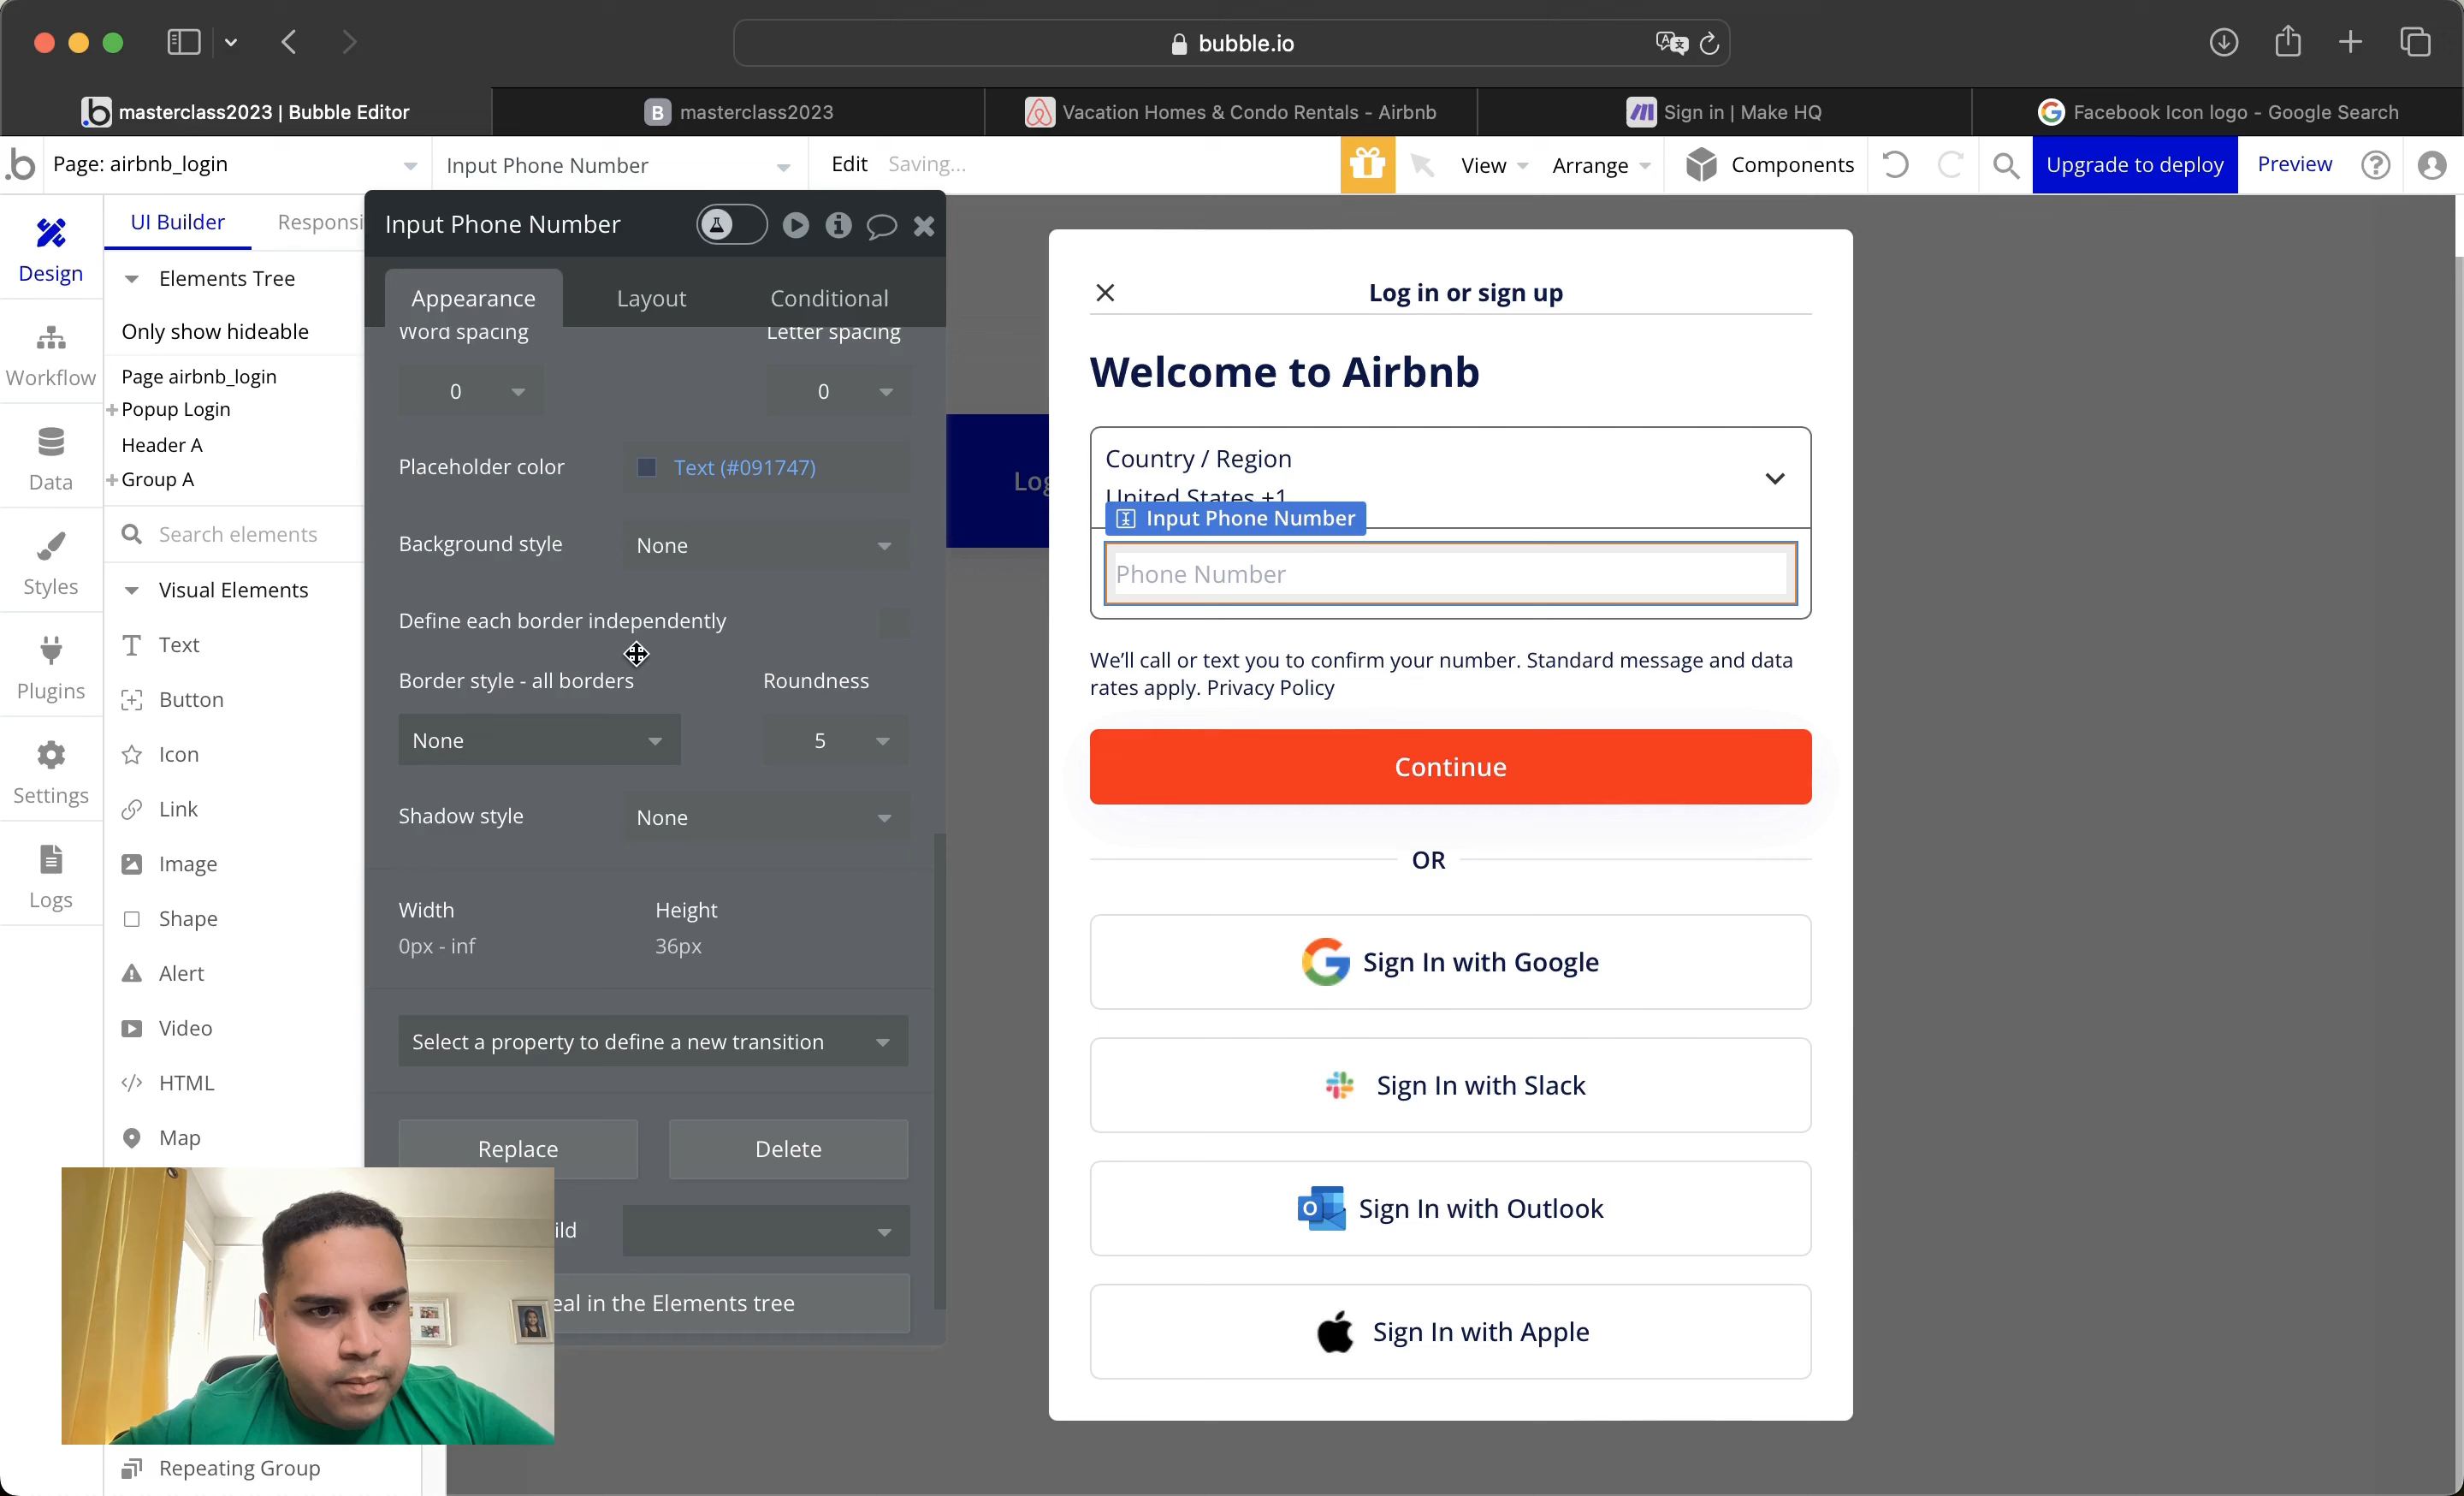 bubble.io
masterclass2023 | Bubble Editor
B masterclass2023
Vacation Homes & Condo Rentals - Airbnb
Sign in | Make HQ
Facebook Icon logo - Google Search
Page: airbnb_login
Input Phone Number
Edit
Saving...
View
Arrange
Components
Upgrade to deploy
Preview
Design
Workflow
Data
Styles
Plugins
Settings
Logs
UI Builder
Responsi
Elements Tree
Only show hideable
Page airbnb_login
Popup Login
Header A
Group A
Search elements
Visual Elements
Text
Button
Icon
Link
Image
Shape
Alert
Video
HTML
Map
Repeating Group
Input Phone Number
Appearance
Layout
Conditional
Word spacing
Letter spacing
0
0
Placeholder color
Text (#091747)
Background style
None
Define each border independently
Border style - all borders
Roundness
None
5
Shadow style
None
Width
Height
0px - inf
36px
Select a property to define a new transition
Replace
Delete
ild
eal in the Elements tree
Log
Log in or sign up
Welcome to Airbnb
Country / Region
United States +1
Input Phone Number
Phone Number
We'll call or text you to confirm your number. Standard message and data
rates apply. Privacy Policy
Continue
OR
Sign In with Google
Sign In with Slack
Sign In with Outlook
Sign In with Apple